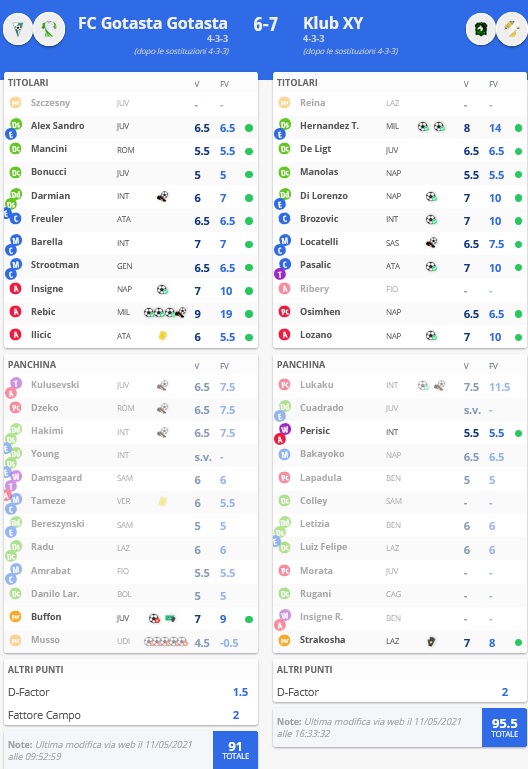 FC Gotasta Gotasta
4-3-3
(dopo le sostituzioni 4-3-3)
6-7
Klub XY
4-3-3
(dopo le sostituzioni 4-3-3)
TITOLARI V FV
Szczesny JUV - -
Alex Sandro JUV 6.5 6.5
Mancini ROM 5.5 5.5
Bonucci JUV 5 5
Darmian INT 6 7
Freuler ATA 6.5 6.5
Barella INT 7 7
Strootman GEN 6.5 6.5
Insigne NAP 7 10
Rebic MIL 9 19
Ilicic ATA 6 5.5
PANCHINA V FV
Kulusevski JUV 6.5 7.5
Dzeko ROM 6.5 7.5
Hakimi INT 6.5 7.5
Young INT s.v. -
Damsgaard SAM 6 6
Tameze VER 6 5.5
Bereszynski SAM 5 5
Radu LAZ 6 6
Amrabat FIO 5.5 5.5
Danilo Lar. BOL 5 5
Buffon JUV 7 9
Musso UDI 4.5 -0.5
ALTRI PUNTI
D-Factor 1.5
Fattore Campo 2
Note: Ultima modifica via web il 11/05/2021
alle 09:52:59
91
TOTALE
TITOLARI V FV
Reina LAZ - -
Hernandez T. MIL 8 14
De Ligt JUV 6.5 6.5
Manolas NAP 5.5 5.5
Di Lorenzo NAP 7 10
Brozovic INT 7 10
Locatelli SAS 6.5 7.5
Pasalic ATA 7 10
Ribery FIO - -
Osimhen NAP 6.5 6.5
Lozano NAP 7 10
PANCHINA V FV
Lukaku INT 7.5 11.5
Cuadrado JUV s.v. -
Perisic INT 5.5 5.5
Bakayoko NAP 6.5 6.5
Lapadula BEN 5 5
Colley SAM - -
Letizia BEN 6 6
Luiz Felipe LAZ 6 6
Morata JUV - -
Rugani CAG - -
Insigne R. BEN - -
Strakosha LAZ 7 8
ALTRI PUNTI
D-Factor 2
Note: Ultima modifica via web il 11/05/2021
alle 16:33:32
95.5
TOTALE